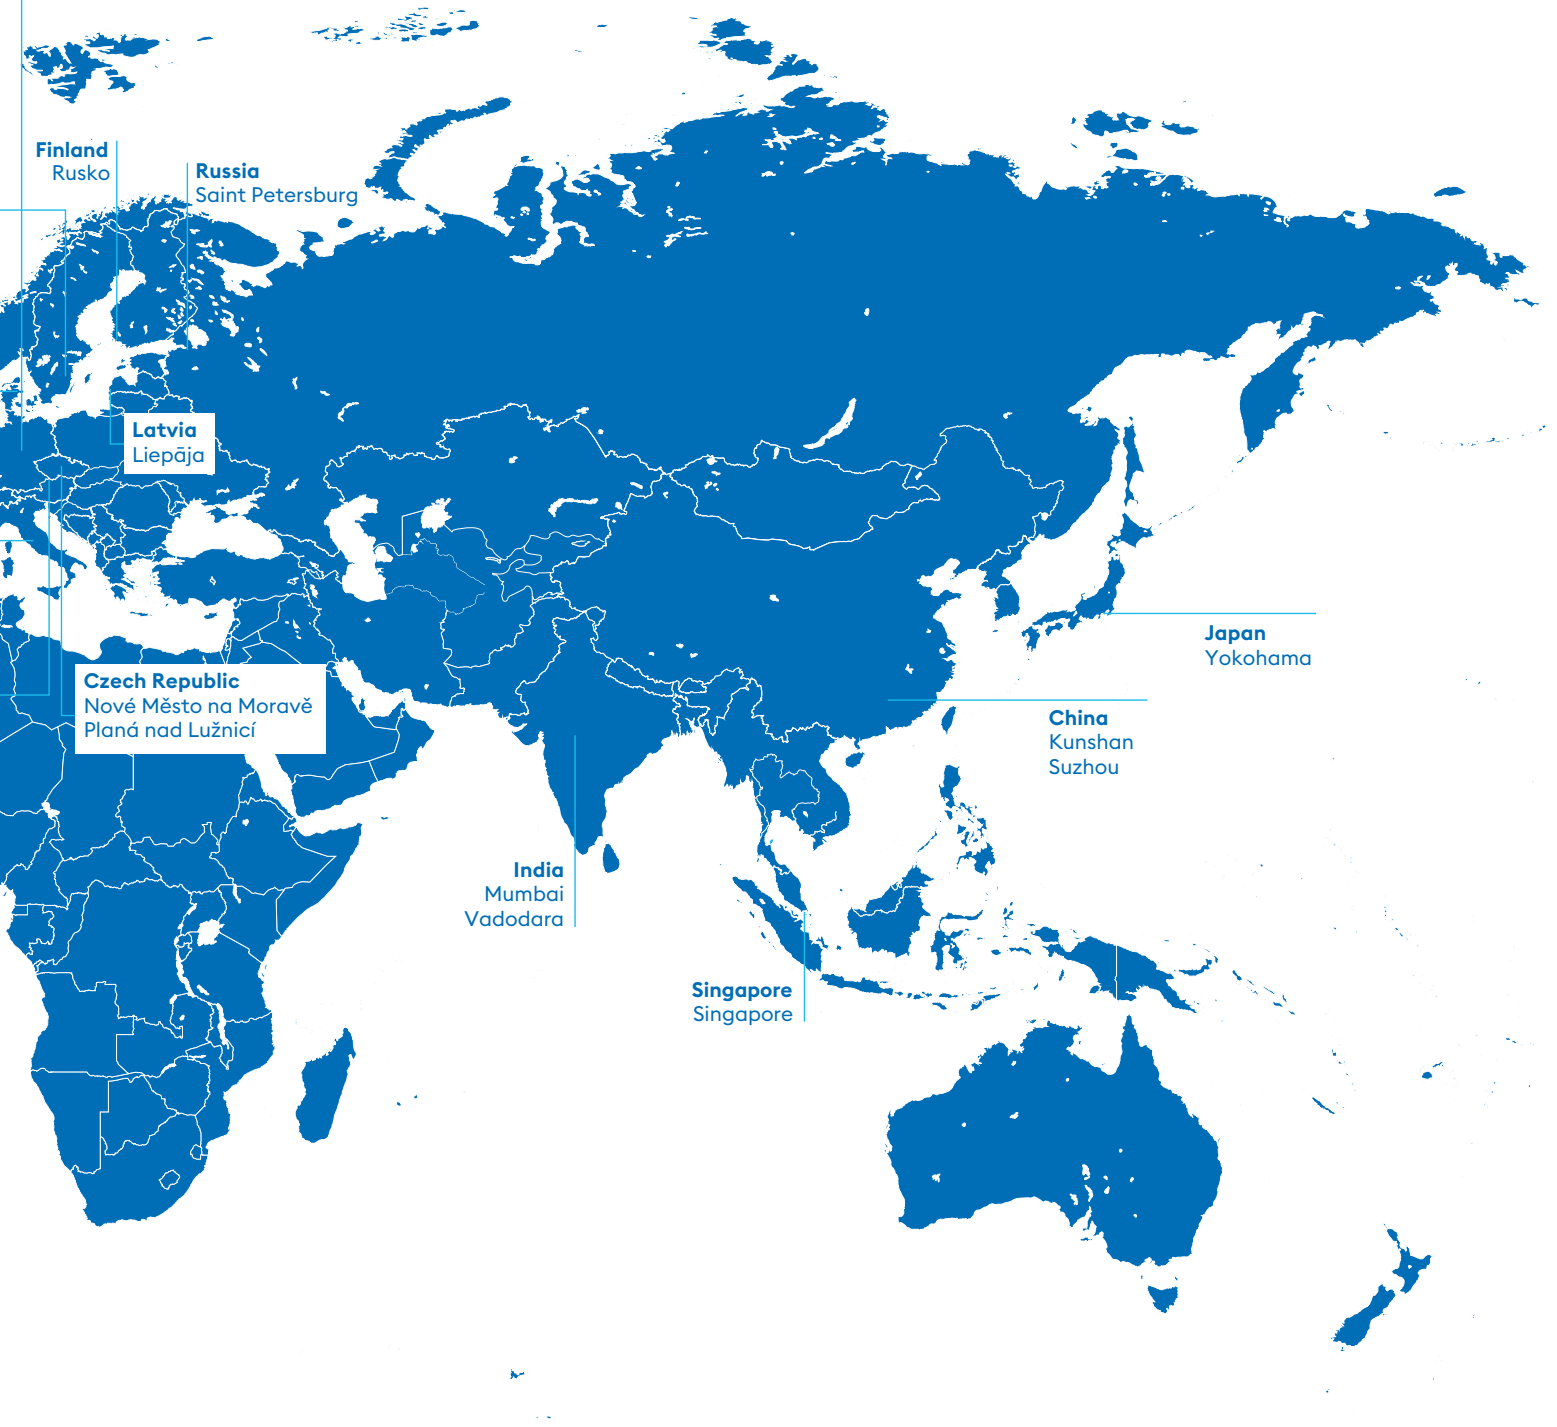 Finland
Rusko
Russia
Saint Petersburg
Latvia
Liepāja
Czech Republic
Nové Město na Moravě
Planá nad Lužnicí
Japan
Yokohama
China
Kunshan
Suzhou
India
Mumbai
Vadodara
Singapore
Singapore